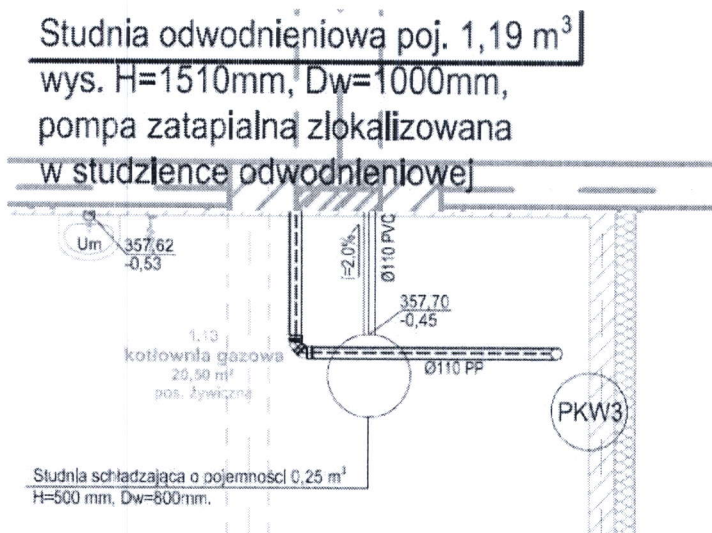 Studnia odwodnieniowa poj. 1,19 m³
wys. H=1510mm, Dw=1000mm,
pompa zatapialna zlokalizowana
w studzience odwodnieniowej
Um
357,62
-0,53
i=2.0%
Ø110 PVC
357,70
-0,45
1.13
kotłownia gazowa
20,50 m²
pos. żywiczna
Ø110 PP
PKW3
Studnia schładzająca o pojemności 0,25 m³
H=500 mm, Dw=800mm.